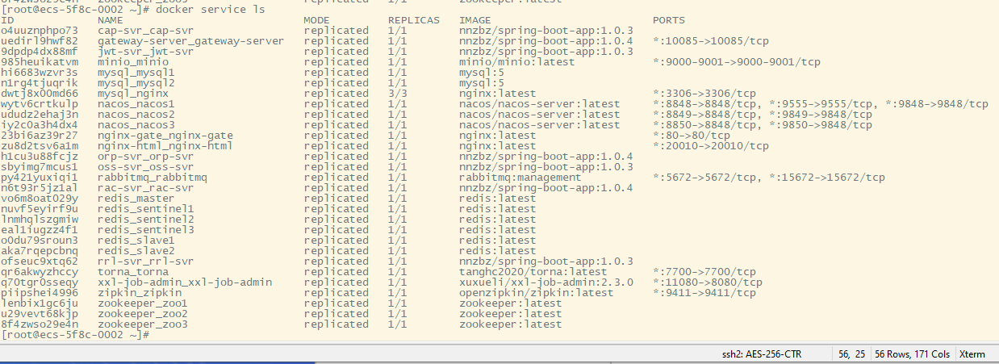 [root@ecs-5f8c-0002 ~]# docker service ls
ID NAME MODE REPLICAS IMAGE PORTS
o4uuznphpo73 cap-svr_cap-svr replicated 1/1 nnzbz/spring-boot-app:1.0.3
uedirl9hwf82 gateway-server_gateway-server replicated 1/1 nnzbz/spring-boot-app:1.0.4 *:10085->10085/tcp
9dpdp4dx88mf jwt-svr_jwt-svr replicated 1/1 nnzbz/spring-boot-app:1.0.3
985heuikatvm minio_minio replicated 1/1 minio/minio:latest *:9000-9001->9000-9001/tcp
hi6683wzvr3s mysql_mysql1 replicated 1/1 mysql:5
n1rg4tjuqrik mysql_mysql2 replicated 1/1 mysql:5
dwtj8x00md66 mysql_nginx replicated 3/3 nginx:latest *:3306->3306/tcp
wytv6crtkulp nacos_nacos1 replicated 1/1 nacos/nacos-server:latest *:8848->8848/tcp, *:9555->9555/tcp, *:9848->9848/tcp
ududz2ehaj3n nacos_nacos2 replicated 1/1 nacos/nacos-server:latest *:8849->8848/tcp, *:9849->9848/tcp
iy2c0a3h4dx4 nacos_nacos3 replicated 1/1 nacos/nacos-server:latest *:8850->8848/tcp, *:9850->9848/tcp
23bi6az39r27 nginx-gate_nginx-gate replicated 1/1 nginx:latest *:80->80/tcp
zu8d2tsv6a1m nginx-html_nginx-html replicated 1/1 nginx:latest *:20010->20010/tcp
h1cu3u88fcjz orp-svr_orp-svr replicated 1/1 nnzbz/spring-boot-app:1.0.4
sbyimg7mcus1 oss-svr_oss-svr replicated 1/1 nnzbz/spring-boot-app:1.0.3
py421yuxiqi1 rabbitmq_rabbitmq replicated 1/1 rabbitmq:management *:5672->5672/tcp, *:15672->15672/tcp
n6t93r5jz1al rac-svr_rac-svr replicated 1/1 nnzbz/spring-boot-app:1.0.4
vo6m8oat029y redis_master replicated 1/1 redis:latest
nuvf5eyirf9u redis_sentinel1 replicated 1/1 redis:latest
lnmhqlszgmiw redis_sentinel2 replicated 1/1 redis:latest
eal1iugzz4f1 redis_sentinel3 replicated 1/1 redis:latest
o0du79sroun3 redis_slave1 replicated 1/1 redis:latest
aka7rqepcbnq redis_slave2 replicated 1/1 redis:latest
ofseuc9xtq62 rrl-svr_rrl-svr replicated 1/1 nnzbz/spring-boot-app:1.0.3
qr6akwyzhccy torna_torna replicated 1/1 tanghc2020/torna:latest *:7700->7700/tcp
q70tgr0sseqy xxl-job-admin_xxl-job-admin replicated 1/1 xuxueli/xxl-job-admin:2.3.0 *:11080->8080/tcp
piipshei4996 zipkin_zipkin replicated 1/1 openzipkin/zipkin:latest *:9411->9411/tcp
lenbix1gc6ju zookeeper_zoo1 replicated 1/1 zookeeper:latest
u29vevt68kjp zookeeper_zoo2 replicated 1/1 zookeeper:latest
8f4zwso29e4n zookeeper_zoo3 replicated 1/1 zookeeper:latest
[root@ecs-5f8c-0002 ~]#
ssh2: AES-256-CTR 56, 25 56 Rows, 171 Cols Xterm